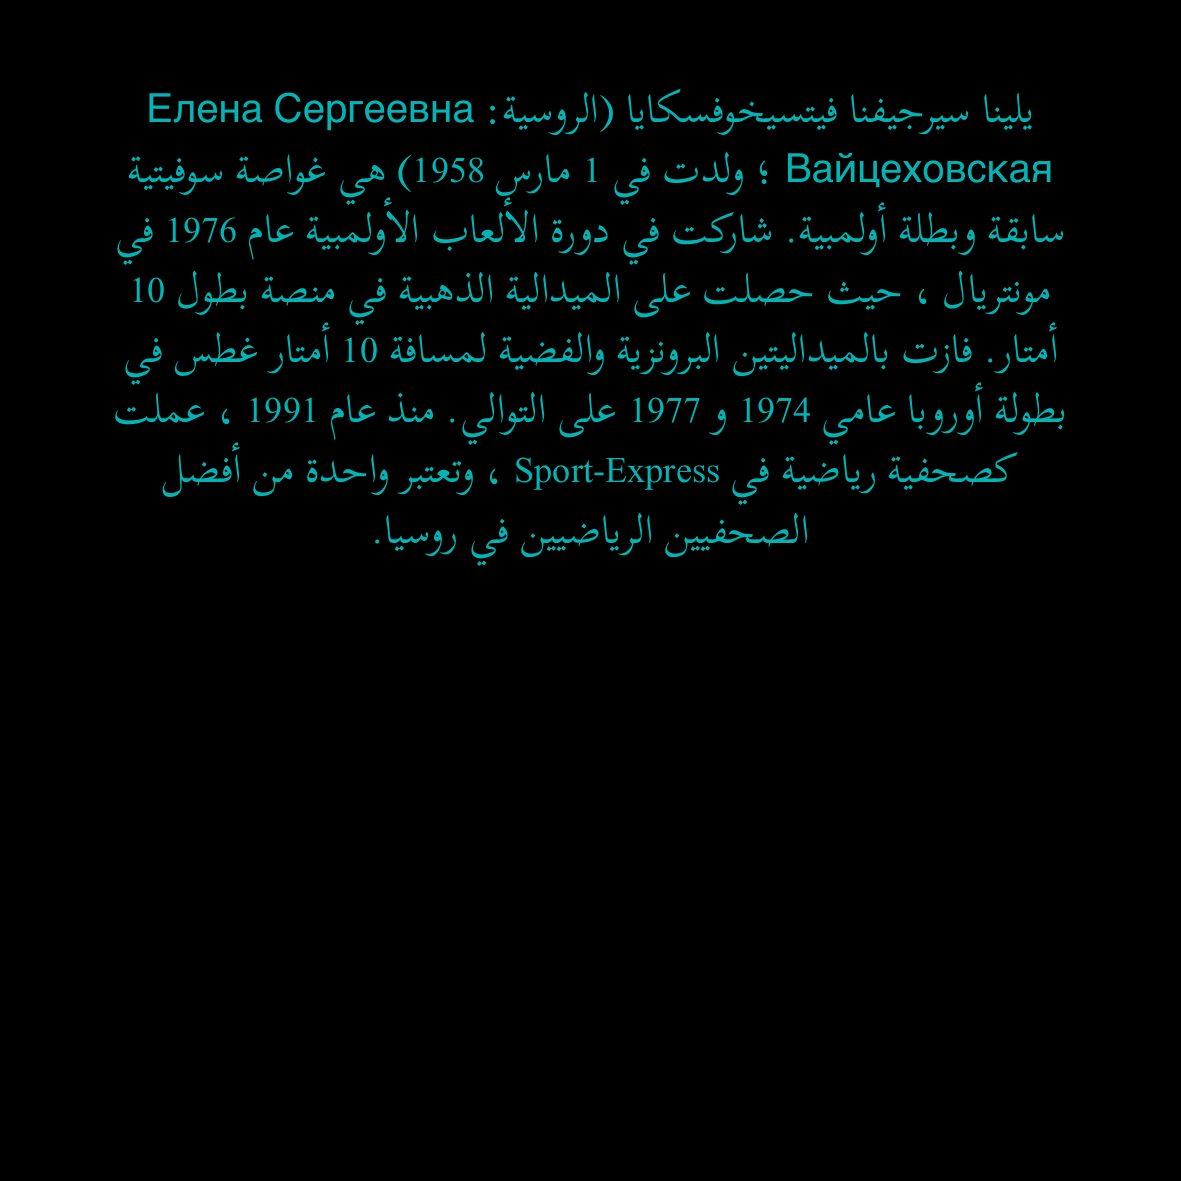 يلينا سيرجيفنا فيتسيخوفسكايا (الروسية: Елена Сергеевна
Вайцеховская ؛ ولدت في 1 مارس 1958) هي غواصة سوفيتية
سابقة وبطلة أولمبية. شاركت في دورة الألعاب الأولمبية عام 1976 في
مونتريال ، حيث حصلت على الميدالية الذهبية في منصة بطول 10
أمتار. فازت بالميداليتين البرونزية والفضية لمسافة 10 أمتار غطس في
بطولة أوروبا عامي 1974 و 1977 على التوالي. منذ عام 1991 ، عملت
كصحفية رياضية في Sport-Express ، وتعتبر واحدة من أفضل
الصحفيين الرياضيين في روسيا.